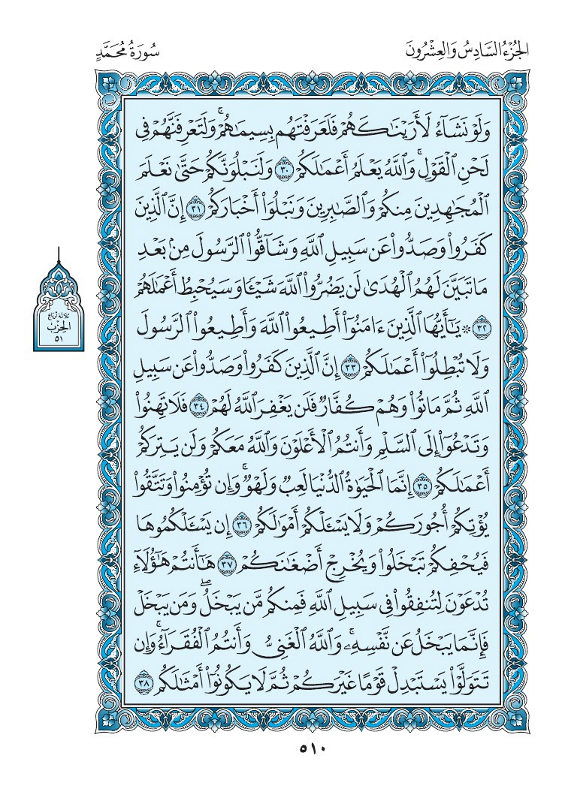 الجُزْءُ السَّادِسُ وَالعِشْرُونَ
سُورَةُ مُحَمَّدٍ
وَلَوْ نَشَآءُ لَأَرَيْنَٰكَهُمْ فَلَعَرَفْتَهُم بِسِيمَٰهُمْۚ وَلَتَعْرِفَنَّهُمْ فِى
لَحْنِ ٱلْقَوْلِۚ وَٱللَّهُ يَعْلَمُ أَعْمَٰلَكُمْ ٣٠ وَلَنَبْلُوَنَّكُمْ حَتَّىٰ نَعْلَمَ
ٱلْمُجَٰهِدِينَ مِنكُمْ وَٱلصَّٰبِرِينَ وَنَبْلُوَا۟ أَخْبَارَكُمْ ٣١ إِنَّ ٱلَّذِينَ
كَفَرُوا۟ وَصَدُّوا۟ عَن سَبِيلِ ٱللَّهِ وَشَآقُّوا۟ ٱلرَّسُولَ مِنۢ بَعْدِ
مَا تَبَيَّنَ لَهُمُ ٱلْهُدَىٰ لَن يَضُرُّوا۟ ٱللَّهَ شَيْـًٔا وَسَيُحْبِطُ أَعْمَٰلَهُمْ
٣٢ ۞ يَٰٓأَيُّهَا ٱلَّذِينَ ءَامَنُوٓا۟ أَطِيعُوا۟ ٱللَّهَ وَأَطِيعُوا۟ ٱلرَّسُولَ
وَلَا تُبْطِلُوٓا۟ أَعْمَٰلَكُمْ ٣٣ إِنَّ ٱلَّذِينَ كَفَرُوا۟ وَصَدُّوا۟ عَن سَبِيلِ
ٱللَّهِ ثُمَّ مَاتُوا۟ وَهُمْ كُفَّارٌ فَلَن يَغْفِرَ ٱللَّهُ لَهُمْ ٣٤ فَلَا تَهِنُوا۟
وَتَدْعُوٓا۟ إِلَى ٱلسَّلْمِ وَأَنتُمُ ٱلْأَعْلَوْنَ وَٱللَّهُ مَعَكُمْ وَلَن يَتِرَكُمْ
أَعْمَٰلَكُمْ ٣٥ إِنَّمَا ٱلْحَيَوٰةُ ٱلدُّنْيَا لَعِبٌ وَلَهْوٌۚ وَإِن تُؤْمِنُوا۟ وَتَتَّقُوا۟
يُؤْتِكُمْ أُجُورَكُمْ وَلَا يَسْـَٔلْكُمْ أَمْوَٰلَكُمْ ٣٦ إِن يَسْـَٔلْكُمُوهَا
فَيُحْفِكُمْ تَبْخَلُوا۟ وَيُخْرِجْ أَضْغَٰنَكُمْ ٣٧ هَٰٓأَنتُمْ هَٰٓؤُلَآءِ
تُدْعَوْنَ لِتُنفِقُوا۟ فِى سَبِيلِ ٱللَّهِ فَمِنكُم مَّن يَبْخَلُۖ وَمَن يَبْخَلْ
فَإِنَّمَا يَبْخَلُ عَن نَّفْسِهِۦۚ وَٱللَّهُ ٱلْغَنِىُّ وَأَنتُمُ ٱلْفُقَرَآءُۚ وَإِن
تَتَوَلَّوْا۟ يَسْتَبْدِلْ قَوْمًا غَيْرَكُمْ ثُمَّ لَا يَكُونُوٓا۟ أَمْثَٰلَكُم ٣٨
ثلاثة أرباع
الحزب
٥١
٥١٠